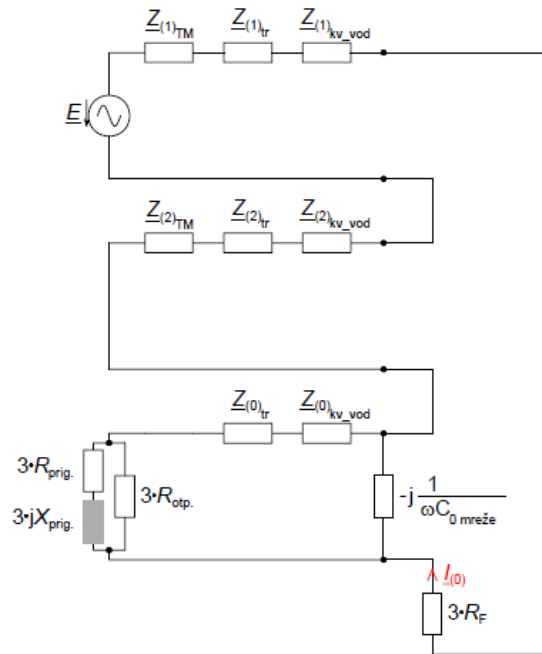 Z(1)TM Z(1)tr Z(1)kv_vod
E
Z(2)TM Z(2)tr Z(2)kv_vod
Z(0)tr Z(0)kv_vod
3•Rprig.
3•Rotp.
3•jXprig.
-j 1
ωC0 mreže
I(0)
3•RF